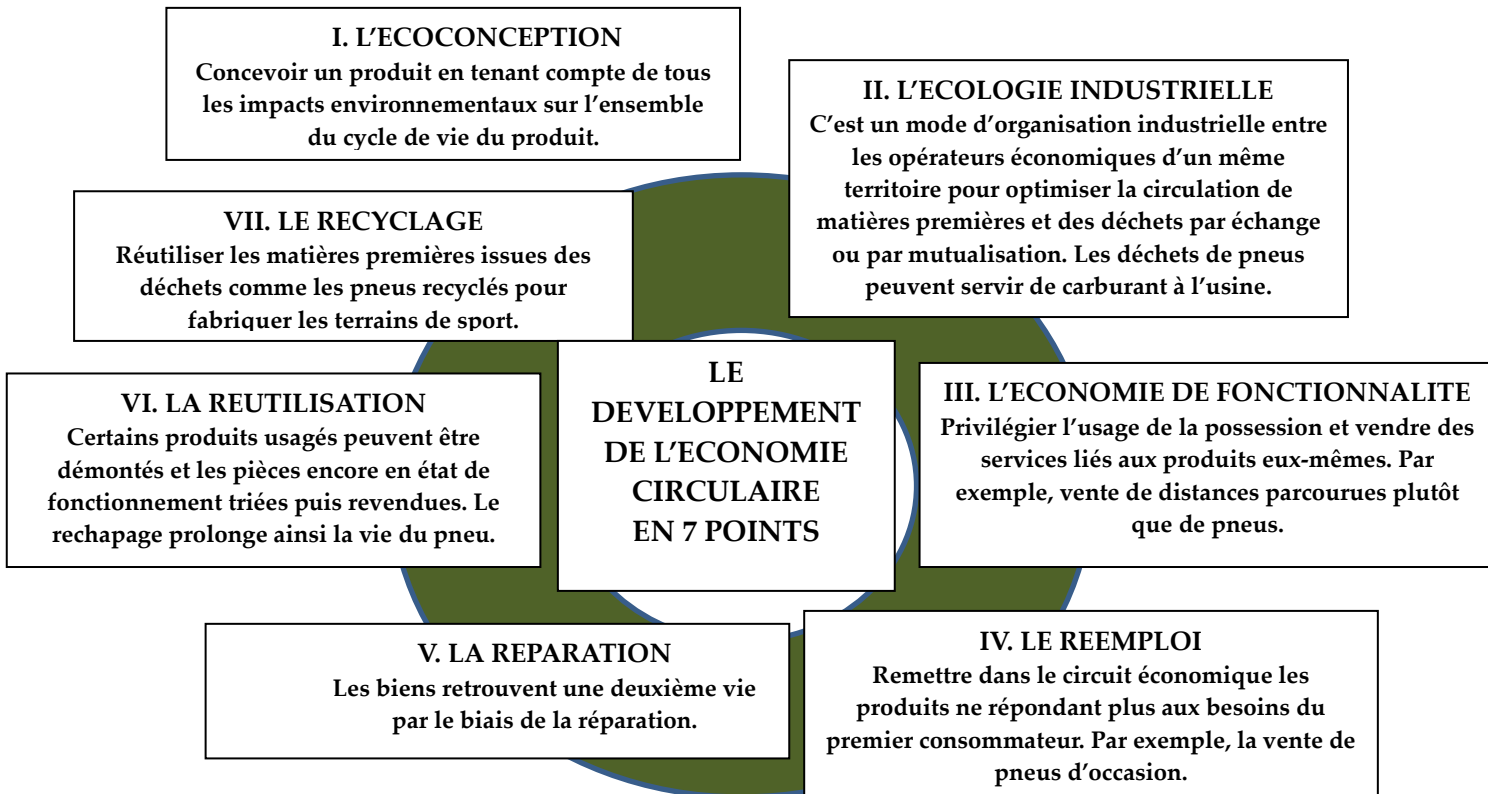 I. L’ECOCONCEPTION
Concevoir un produit en tenant compte de tous
les impacts environnementaux sur l’ensemble
du cycle de vie du produit.
II. L’ECOLOGIE INDUSTRIELLE
C’est un mode d’organisation industrielle entre
les opérateurs économiques d’un même
territoire pour optimiser la circulation de
matières premières et des déchets par échange
ou par mutualisation. Les déchets de pneus
peuvent servir de carburant à l’usine.
VII. LE RECYCLAGE
Réutiliser les matières premières issues des
déchets comme les pneus recyclés pour
fabriquer les terrains de sport.
LE
DEVELOPPEMENT
DE L’ECONOMIE
CIRCULAIRE
EN 7 POINTS
III. L’ECONOMIE DE FONCTIONNALITE
Privilégier l’usage de la possession et vendre des
services liés aux produits eux-mêmes. Par
exemple, vente de distances parcourues plutôt
que de pneus.
VI. LA REUTILISATION
Certains produits usagés peuvent être
démontés et les pièces encore en état de
fonctionnement triées puis revendues. Le
rechapage prolonge ainsi la vie du pneu.
V. LA REPARATION
Les biens retrouvent une deuxième vie
par le biais de la réparation.
IV. LE REEMPLOI
Remettre dans le circuit économique les
produits ne répondant plus aux besoins du
premier consommateur. Par exemple, la vente de
pneus d’occasion.